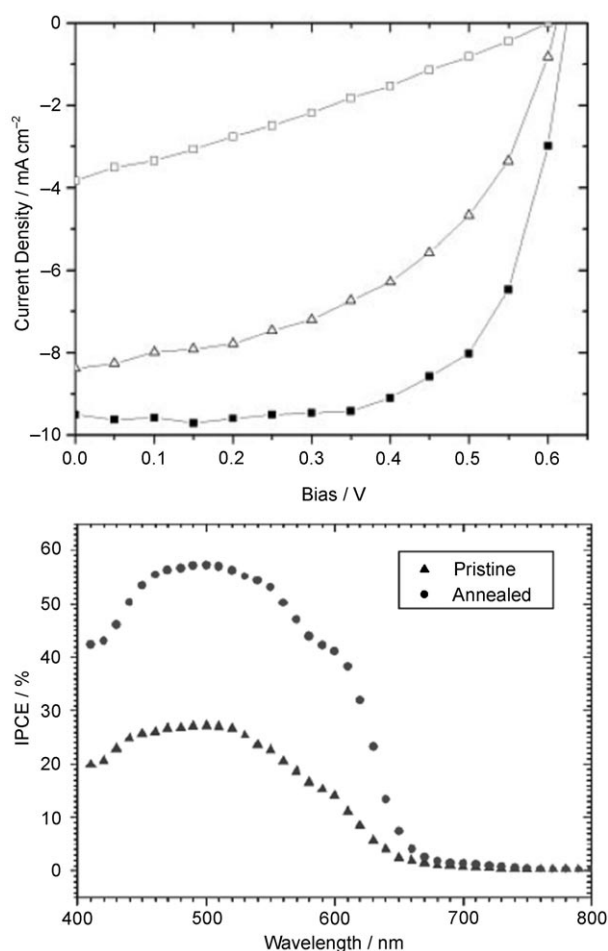 0
–2
–4
–6
–8
–10
Current Density / mA cm⁻²
0.0 0.1 0.2 0.3 0.4 0.5 0.6
Bias / V
60
50
40
30
20
10
0
IPCE / %
Pristine
Annealed
400 500 600 700 800
Wavelength / nm